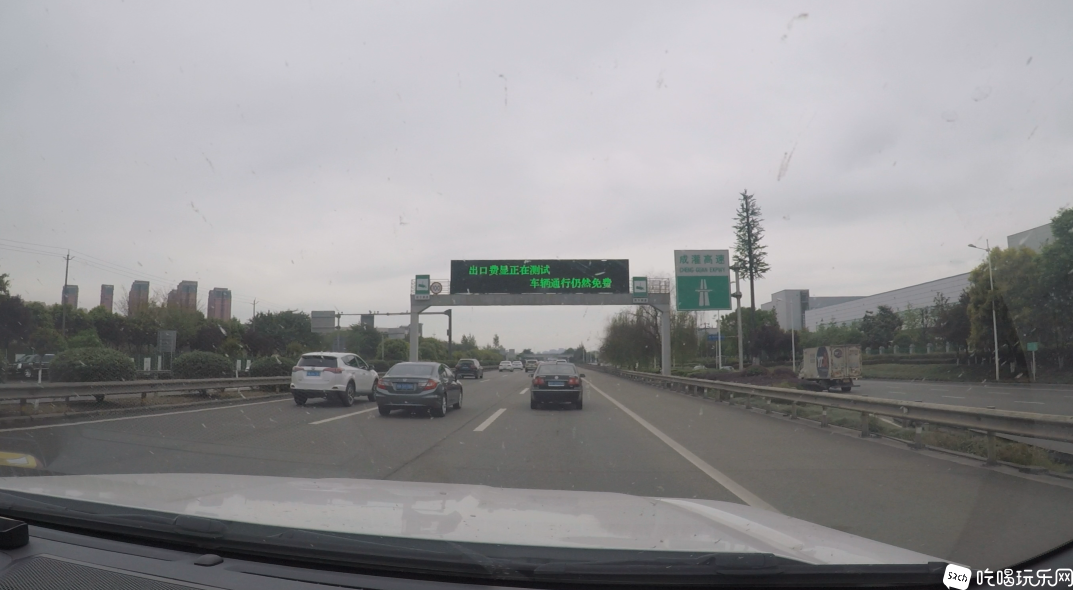 出口费显正在测试
车辆通行仍然免费
成灌高速
sach
吃喝玩乐网